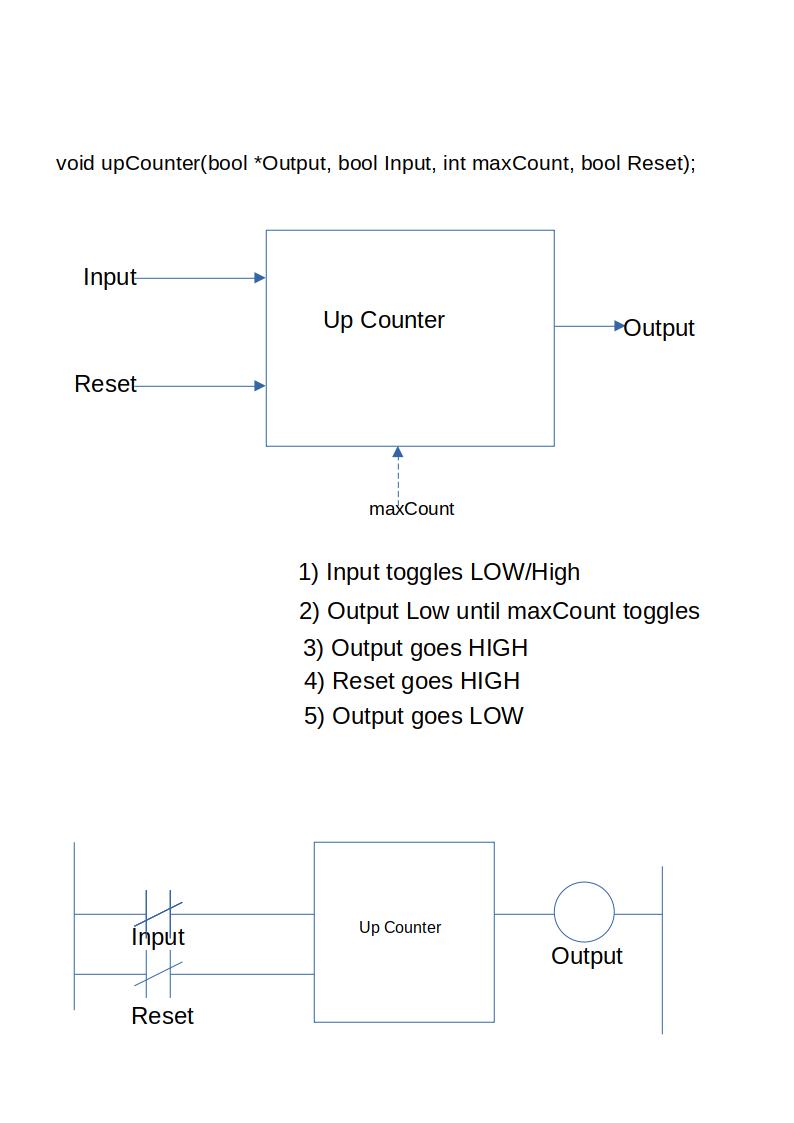 void upCounter(bool *Output, bool Input, int maxCount, bool Reset);
Input
Up Counter
Output
Reset
maxCount
1) Input toggles LOW/High
2) Output Low until maxCount toggles
3) Output goes HIGH
4) Reset goes HIGH
5) Output goes LOW
Input
Up Counter
Output
Reset